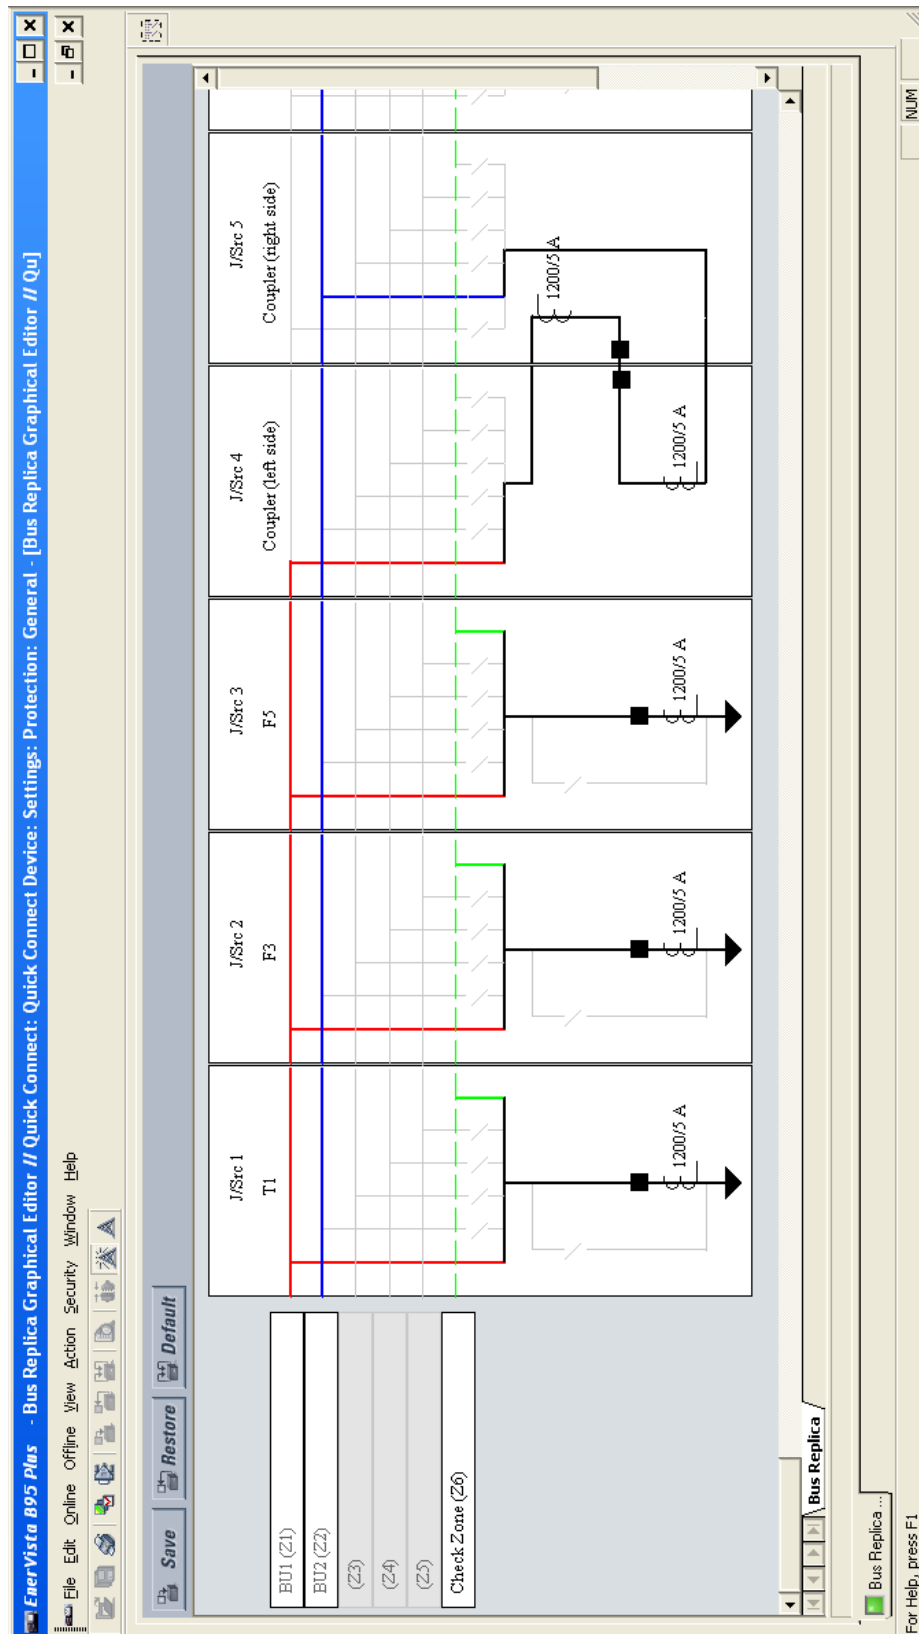 EnerVista B95 Plus - Bus Replica Graphical Editor // Quick Connect: Quick Connect Device: Settings: Protection: General - [Bus Replica Graphical Editor // Qu]
File Edit Online Offline View Action Security Window Help
Save Restore Default
BU1 (Z1)
BU2 (Z2)
(Z3)
(Z4)
(Z5)
Check Zone (Z6)
J/Src 1
T1
1200/5 A
J/Src 2
F3
1200/5 A
J/Src 3
F5
1200/5 A
J/Src 4
Coupler (left side)
1200/5 A
J/Src 5
Coupler (right side)
1200/5 A
Bus Replica
Bus Replica ...
For Help, press F1
NUM